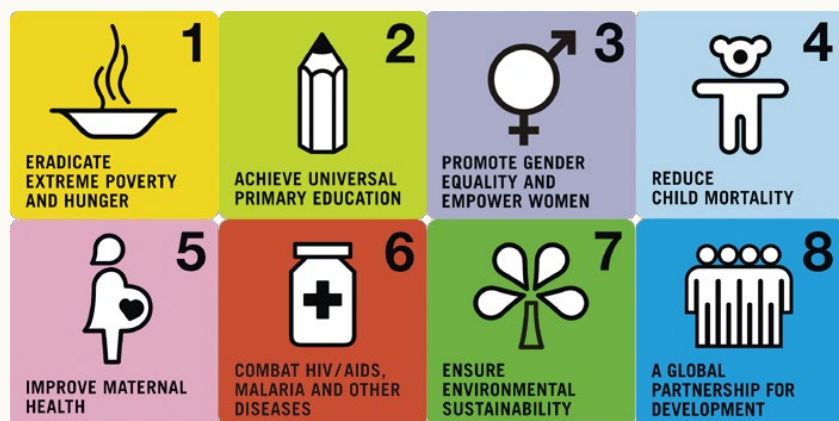 1
ERADICATE
EXTREME POVERTY
AND HUNGER
2
ACHIEVE UNIVERSAL
PRIMARY EDUCATION
3
PROMOTE GENDER
EQUALITY AND
EMPOWER WOMEN
4
REDUCE
CHILD MORTALITY
5
IMPROVE MATERNAL
HEALTH
6
COMBAT HIV/AIDS,
MALARIA AND OTHER
DISEASES
7
ENSURE
ENVIRONMENTAL
SUSTAINABILITY
8
A GLOBAL
PARTNERSHIP FOR
DEVELOPMENT